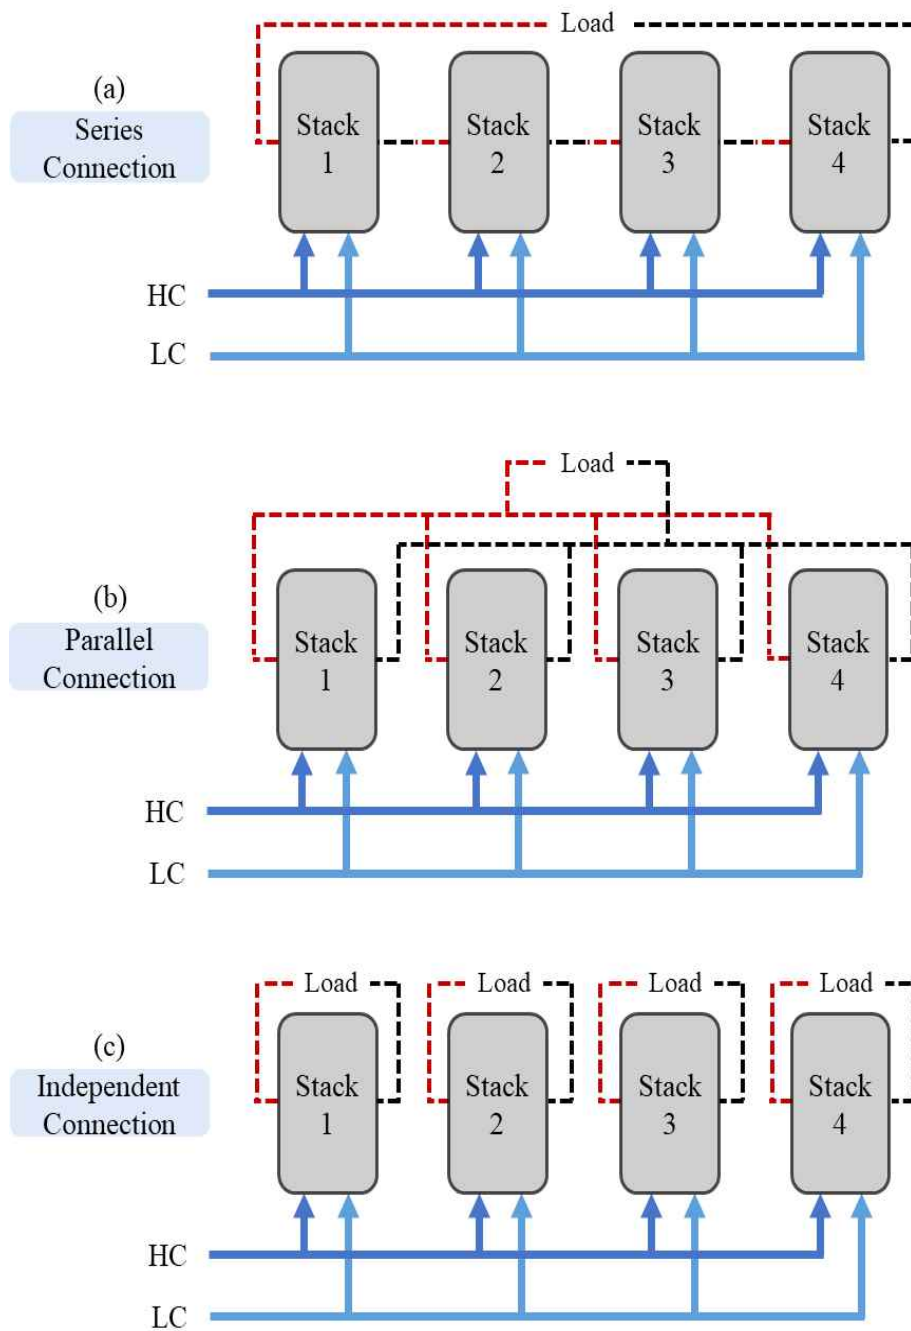 Load
(a)
Series
Connection
Stack
1
Stack
2
Stack
3
Stack
4
HC
LC
Load
(b)
Parallel
Connection
Stack
1
Stack
2
Stack
3
Stack
4
HC
LC
Load
Load
Load
Load
(c)
Independent
Connection
Stack
1
Stack
2
Stack
3
Stack
4
HC
LC